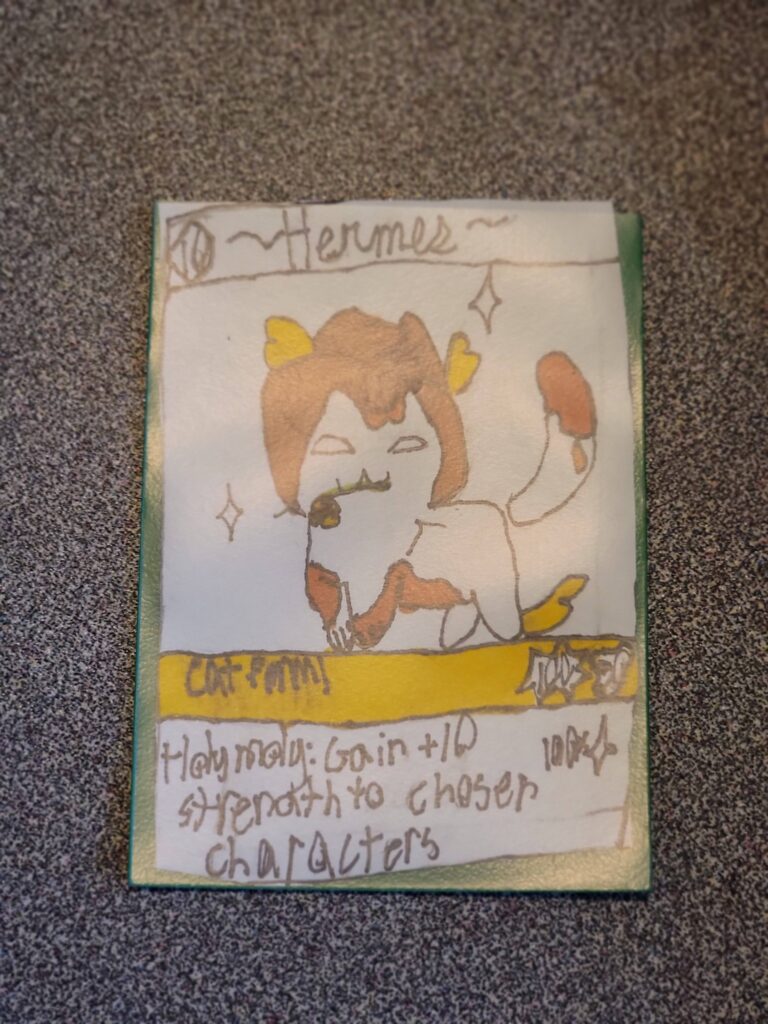 10 ~Hermes~
Cat form!
Holy moly: Gain +10
strength to chosen
characters